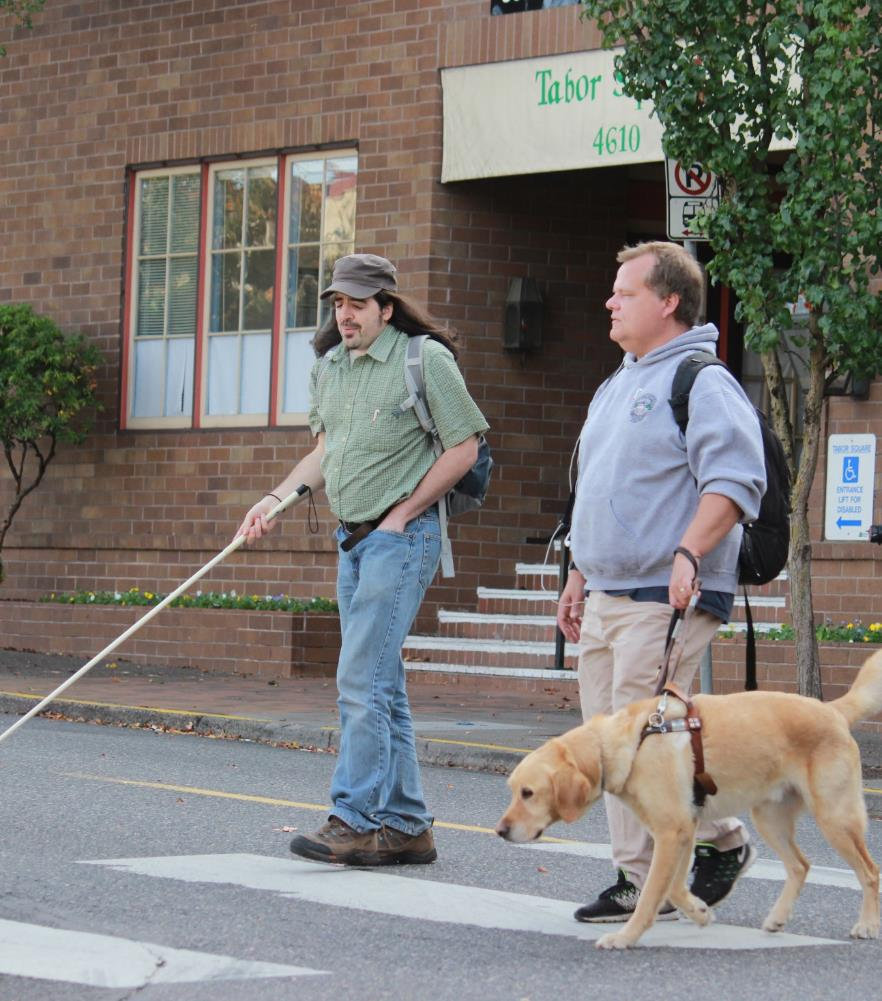 Tabor
4610
P
TABOR SQUARE
ENTRANCE
LIFT FOR
DISABLED